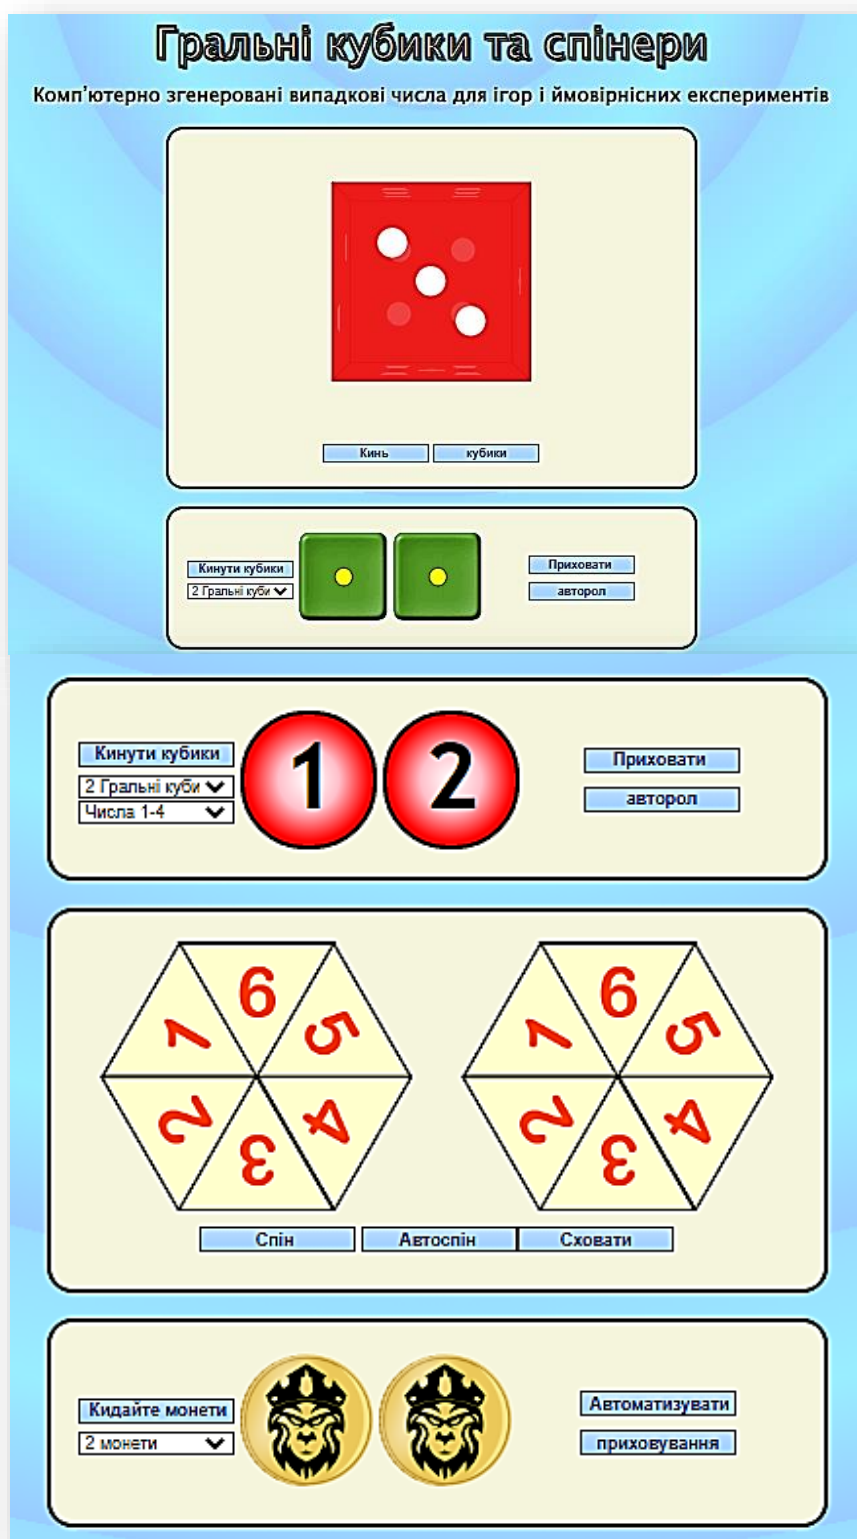 Гральні кубики та спінери
Комп'ютерно згенеровані випадкові числа для ігор і ймовірнісних експериментів
Кинь кубики
Кинути кубики
2 Гральні куби
Приховати
авторол
Кинути кубики
2 Гральні куби
Числа 1-4
1 2
Приховати
авторол
1 6 5
2 3 4
1 6 5
2 3 4
Спін Автоспін Сховати
Кидайте монети
2 монети
Автоматизувати
приховування